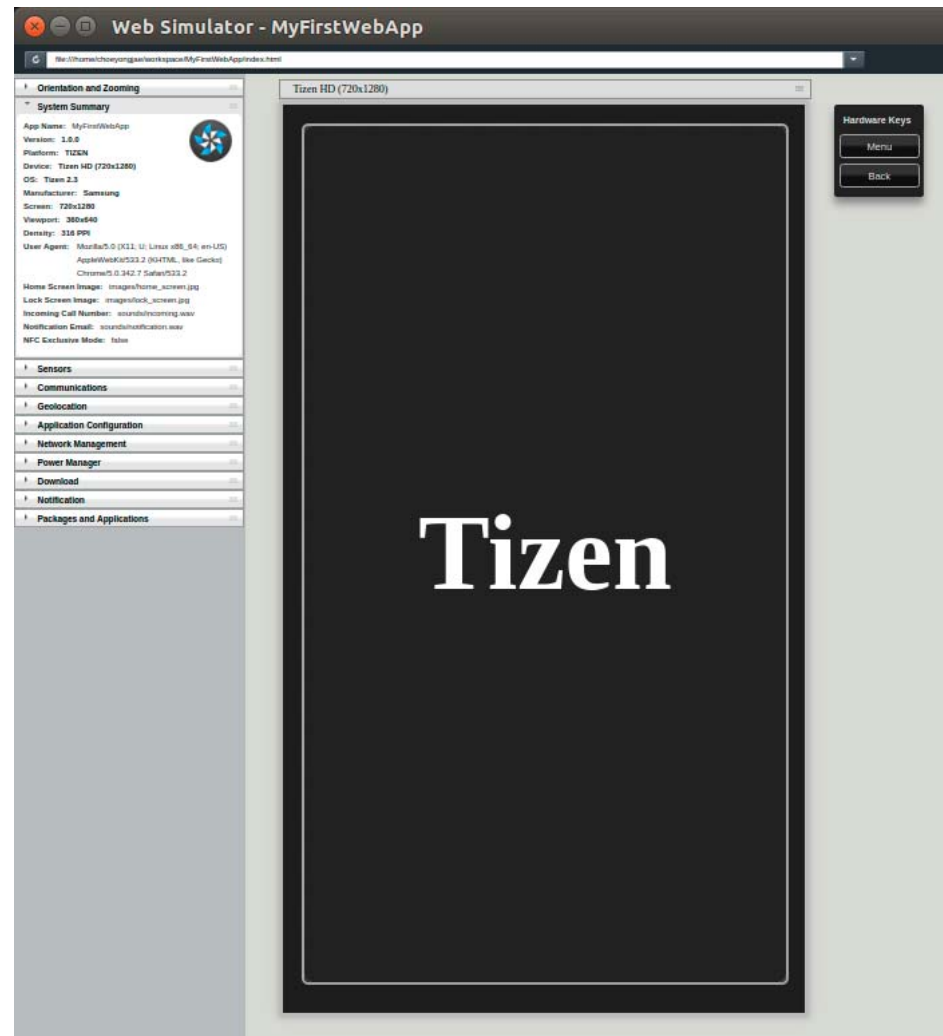 Web Simulator - MyFirstWebApp
file:///home/choeyongjae/workspace/MyFirstWebApp/index.html
Orientation and Zooming
System Summary
App Name: MyFirstWebApp
Version: 1.0.0
Platform: TIZEN
Device: Tizen HD (720x1280)
OS: Tizen 2.3
Manufacturer: Samsung
Screen: 720x1280
Viewport: 360x640
Density: 316 PPI
User Agent: Mozilla/5.0 (X11; U; Linux x86_64; en-US)
AppleWebKit/533.2 (KHTML, like Gecko)
Chrome/5.0.342.7 Safari/533.2
Home Screen Image: images/home_screen.jpg
Lock Screen Image: images/lock_screen.jpg
Incoming Call Number: sounds/incoming.wav
Notification Email: sounds/notification.wav
NFC Exclusive Mode: false
Sensors
Communications
Geolocation
Application Configuration
Network Management
Power Manager
Download
Notification
Packages and Applications
Tizen HD (720x1280)
Tizen
Hardware Keys
Menu
Back